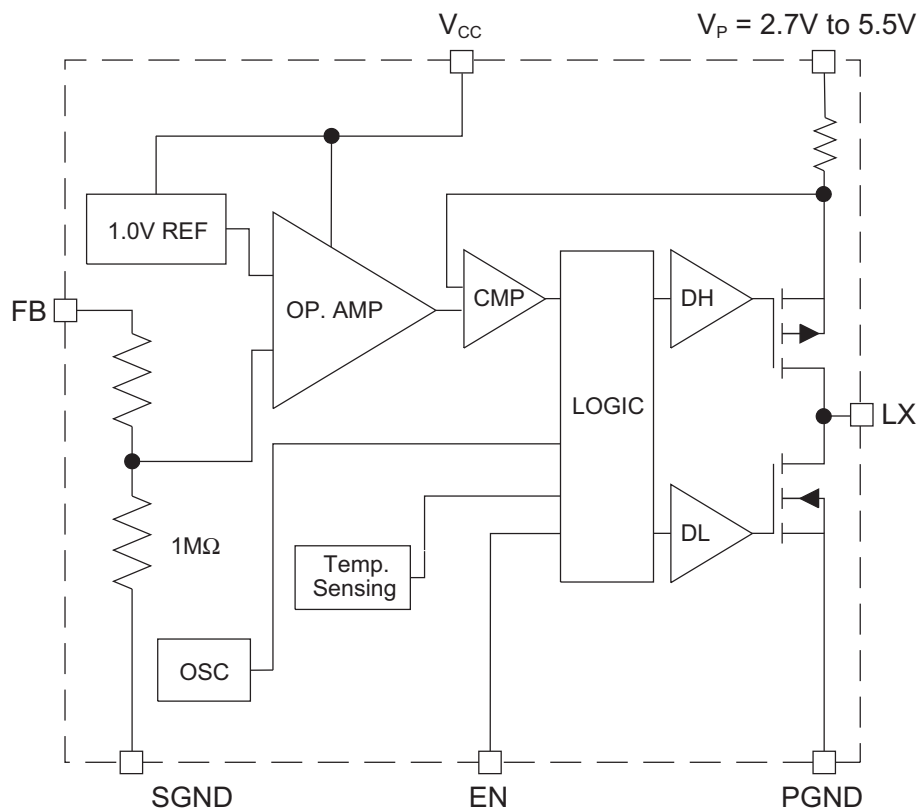 V_CC
V_P = 2.7V to 5.5V
1.0V REF
FB
OP. AMP
CMP
DH
LOGIC
LX
1MΩ
DL
Temp.
Sensing
OSC
SGND
EN
PGND